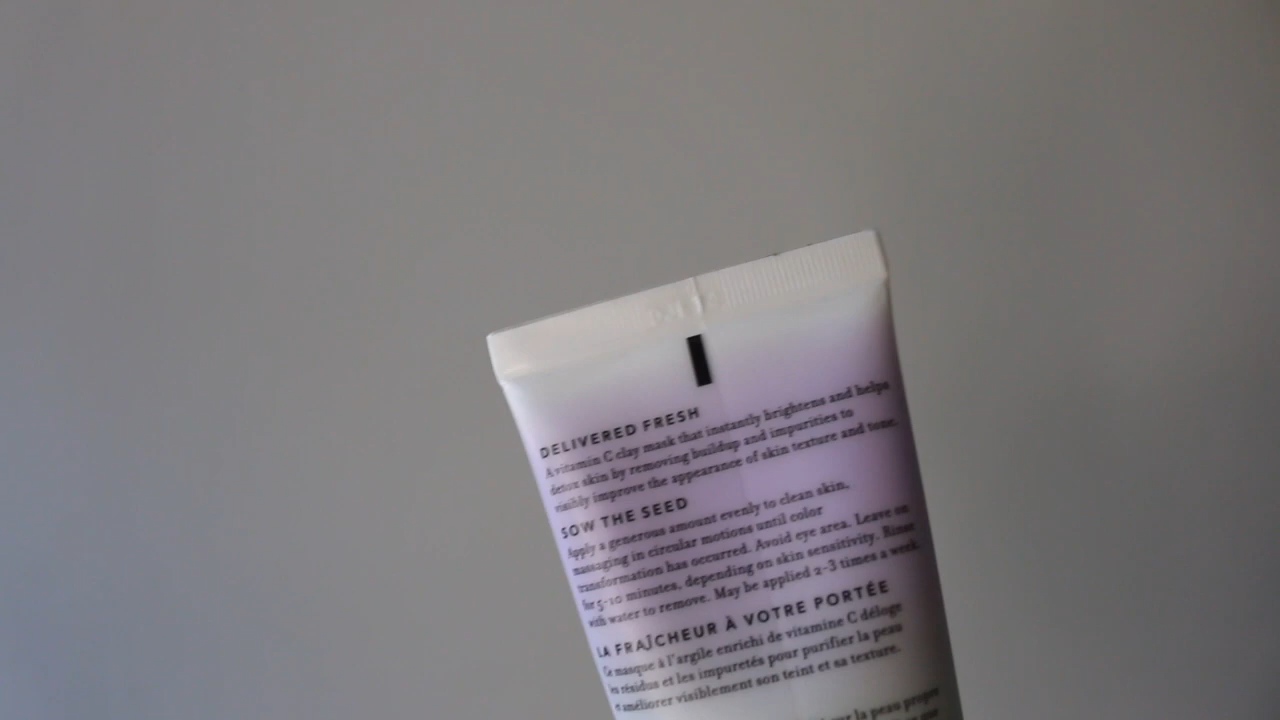 DELIVERED FRESH
A vitamin C clay mask that instantly brightens and helps
detox skin by removing buildup and impurities to
visibly improve the appearance of skin texture and tone.
SOW THE SEED
Apply a generous amount evenly to clean skin,
massaging in circular motions until color
transformation has occurred. Avoid eye area. Leave on
for 5-10 minutes, depending on skin sensitivity. Rinse
with water to remove. May be applied 2-3 times a week.
LA FRAÎCHEUR À VOTRE PORTÉE
Ce masque à l'argile enrichi de vitamine C déloge
les résidus et les impuretés pour purifier la peau
et améliorer visiblement son teint et sa texture.
la peau propre